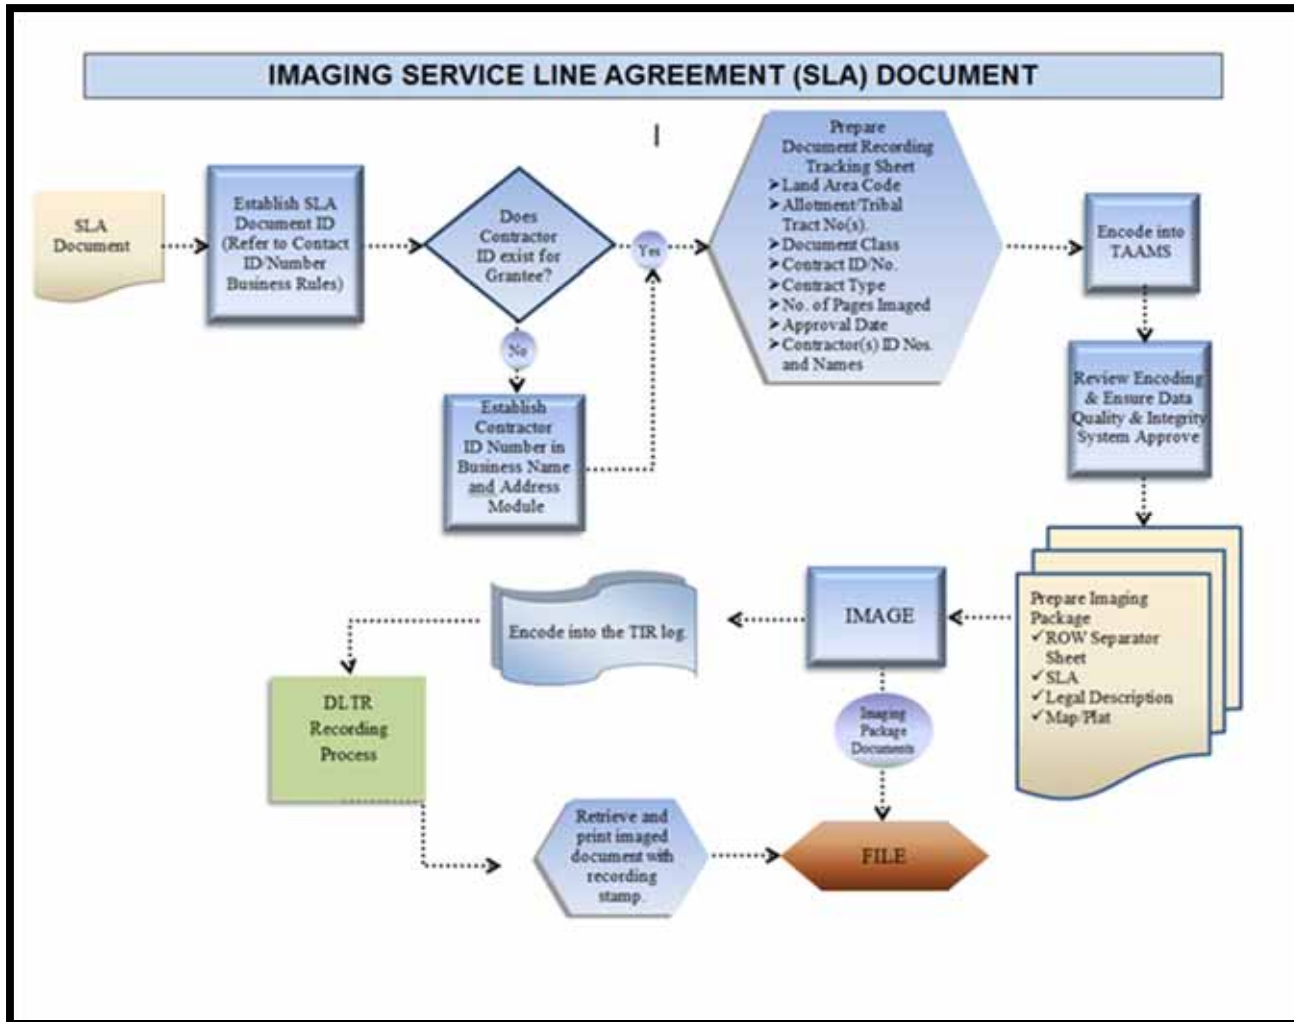 IMAGING SERVICE LINE AGREEMENT (SLA) DOCUMENT
SLA
Document
Establish SLA
Document ID
(Refer to Contact
ID/Number
Business Rules)
Does
Contractor
ID exist for
Grantee?
Yes
No
Establish
Contractor
ID Number in
Business Name
and Address
Module
Prepare
Document Recording
Tracking Sheet
➤Land Area Code
➤Allotment/Tribal
Tract No(s).
➤Document Class
➤Contract ID/No.
➤Contract Type
➤No. of Pages Imaged
➤Approval Date
➤Contractor(s) ID Nos.
and Names
Encode into
TAAMS
Review Encoding
& Ensure Data
Quality & Integrity
System Approve
Prepare Imaging
Package
✓ROW Separator
Sheet
✓SLA
✓Legal Description
✓Map/Plat
IMAGE
Imaging
Package
Documents
Encode into the TIR log.
DLTR
Recording
Process
Retrieve and
print imaged
document with
recording
stamp.
FILE